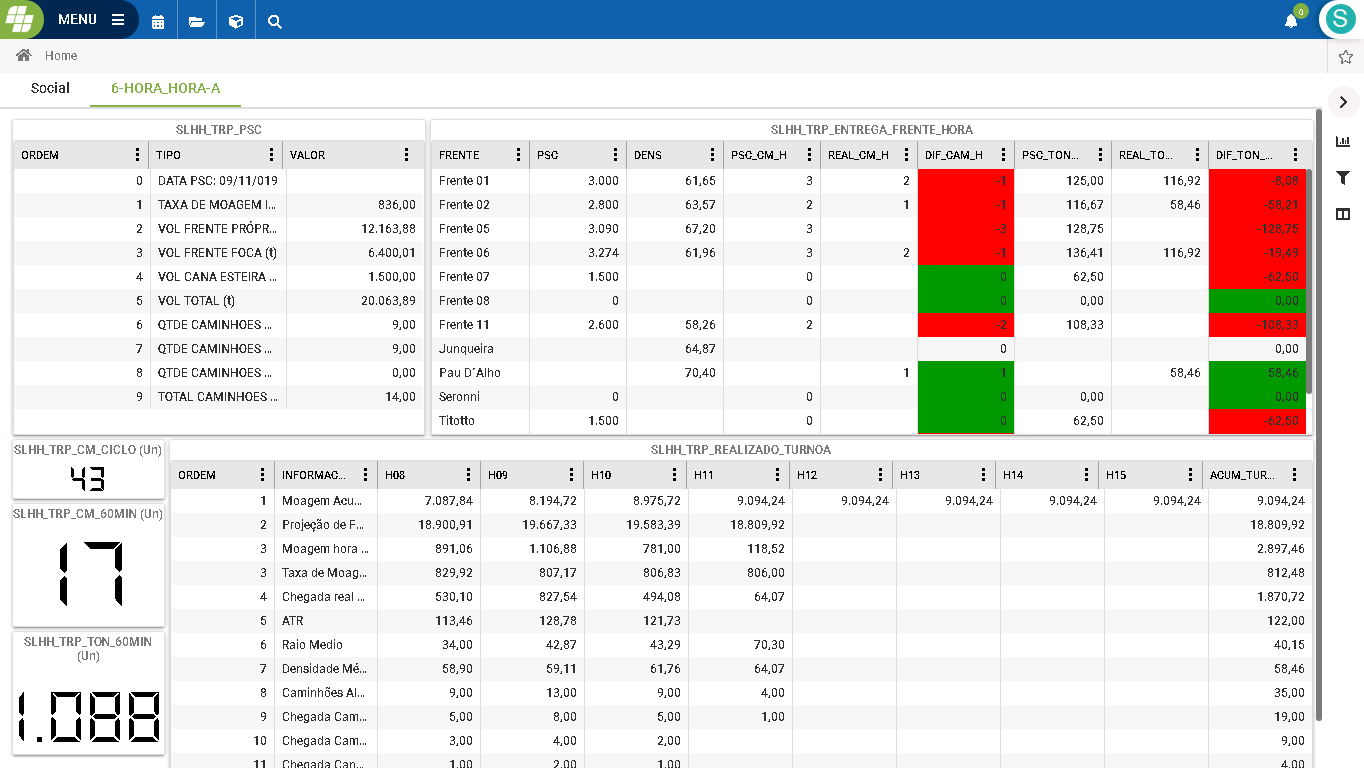 MENU
0
S
Home
Social 6-HORA_HORA-A
SLHH_TRP_PSC
ORDEM TIPO VALOR
0 DATA PSC: 09/11/019
1 TAXA DE MOAGEM I... 836,00
2 VOL FRENTE PRÓPR... 12.163,88
3 VOL FRENTE FOCA (t) 6.400,01
4 VOL CANA ESTEIRA ... 1.500,00
5 VOL TOTAL (t) 20.063,89
6 QTDE CAMINHOES ... 9,00
7 QTDE CAMINHOES ... 9,00
8 QTDE CAMINHOES ... 0,00
9 TOTAL CAMINHOES ... 14,00
SLHH_TRP_ENTREGA_FRENTE_HORA
FRENTE PSC DENS PSC_CM_H REAL_CM_H DIF_CAM_H PSC_TON... REAL_TO... DIF_TON_...
Frente 01 3.000 61,65 3 2 -1 125,00 116,92 -8,08
Frente 02 2.800 63,57 2 1 -1 116,67 58,46 -58,21
Frente 05 3.090 67,20 3 -3 128,75 -128,75
Frente 06 3.274 61,96 3 2 -1 136,41 116,92 -19,49
Frente 07 1.500 0 0 62,50 -62,50
Frente 08 0 0 0 0,00 0,00
Frente 11 2.600 58,26 2 -2 108,33 -108,33
Junqueira 64,87 0 0,00
Pau D´Alho 70,40 1 1 58,46 58,46
Seronni 0 0 0 0,00 0,00
Titotto 1.500 0 0 62,50 -62,50
SLHH_TRP_CM_CICLO (Un)
43
SLHH_TRP_CM_60MIN (Un)
17
SLHH_TRP_TON_60MIN
(Un)
1.088
SLHH_TRP_REALIZADO_TURNOA
ORDEM INFORMAC... H08 H09 H10 H11 H12 H13 H14 H15 ACUM_TUR...
1 Moagem Acu... 7.087,84 8.194,72 8.975,72 9.094,24 9.094,24 9.094,24 9.094,24 9.094,24 9.094,24
2 Projeção de F... 18.900,91 19.667,33 19.583,39 18.809,92 18.809,92
3 Moagem hora ... 891,06 1.106,88 781,00 118,52 2.897,46
3 Taxa de Moag... 829,92 807,17 806,83 806,00 812,48
4 Chegada real ... 530,10 827,54 494,08 64,07 1.870,72
5 ATR 113,46 128,78 121,73 122,00
6 Raio Medio 34,00 42,87 43,29 70,30 40,15
7 Densidade Mé... 58,90 59,11 61,76 64,07 58,46
8 Caminhões Al... 9,00 13,00 9,00 4,00 35,00
9 Chegada Cam... 5,00 8,00 5,00 1,00 19,00
10 Chegada Cam... 3,00 4,00 2,00 9,00
11 Chegada Cam... 1,00 2,00 1,00 4,00